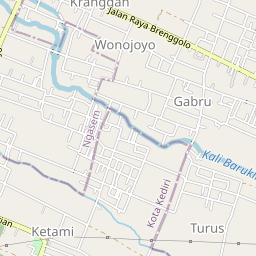 Kranggan
Jalan Raya Brenggolo
Wonojoyo
Gabru
Ngasem
Kali Baruk
Kota Kediri
Ketami
Turus